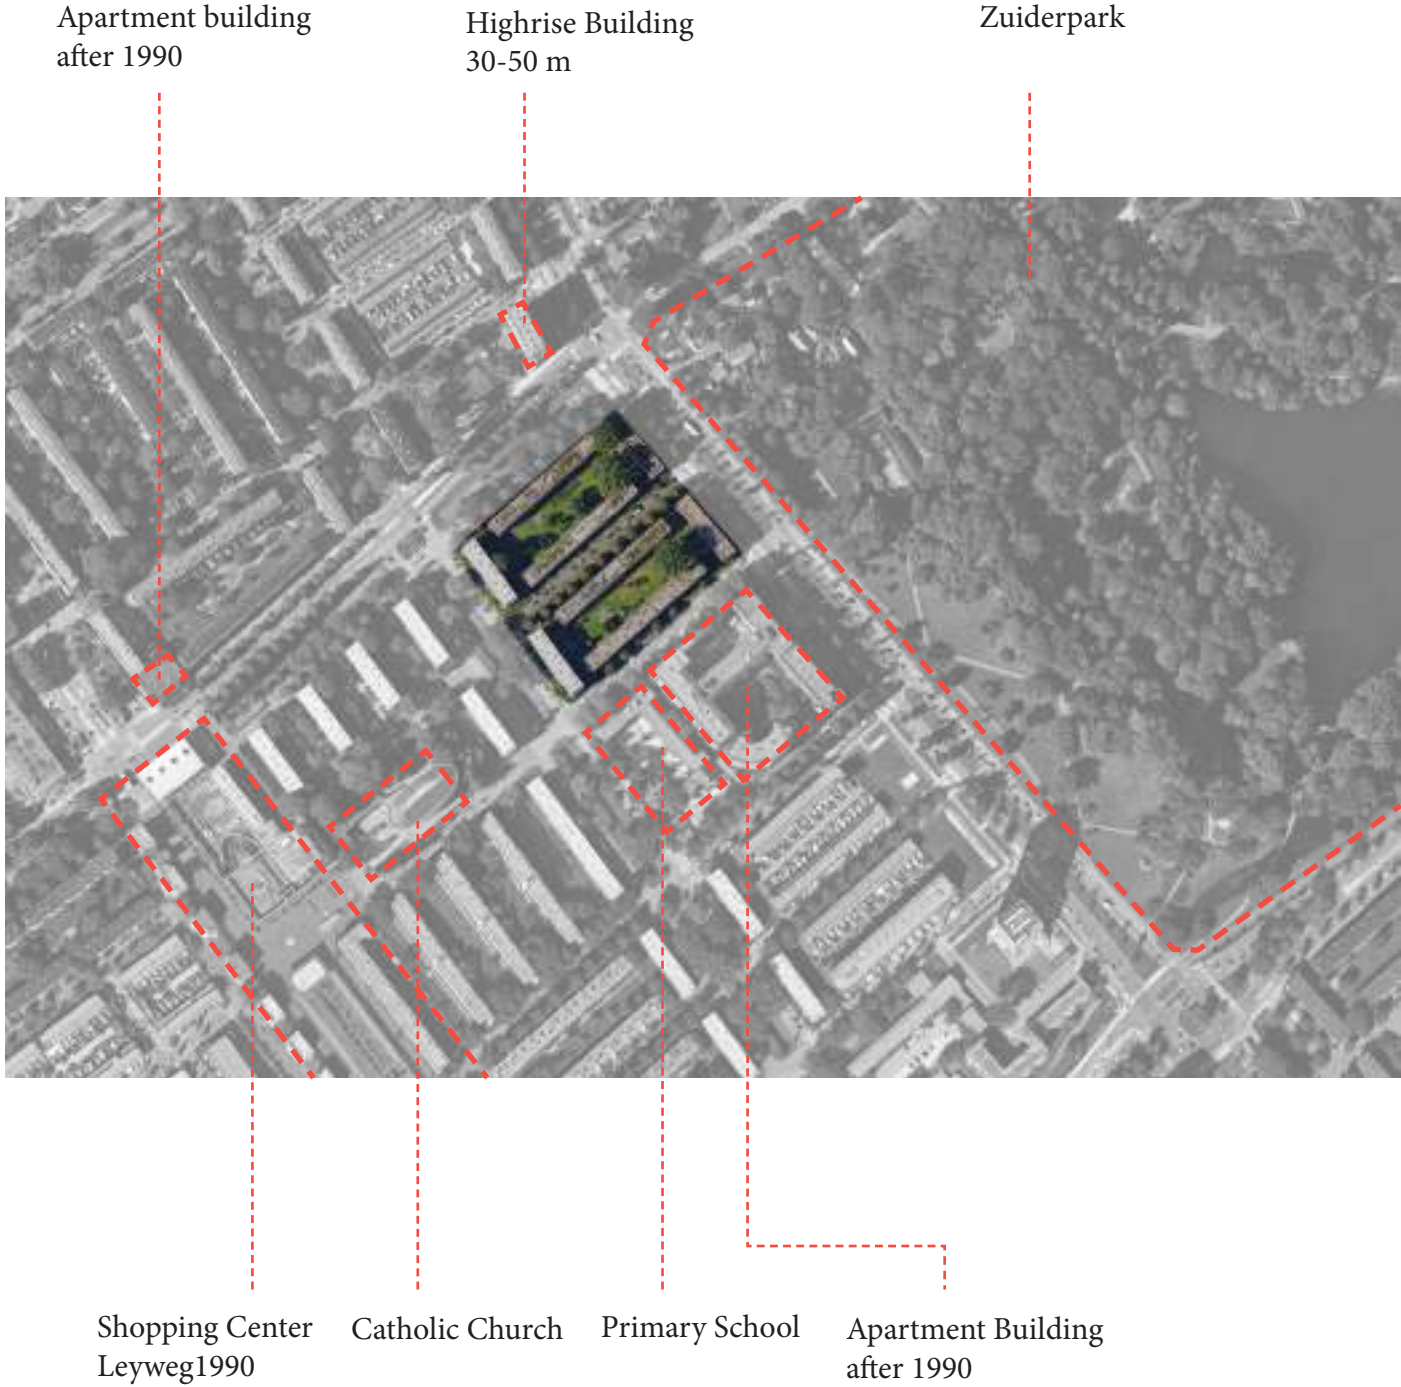 Apartment building
after 1990
Highrise Building
30-50 m
Zuiderpark
Shopping Center
Leyweg1990
Catholic Church
Primary School
Apartment Building
after 1990